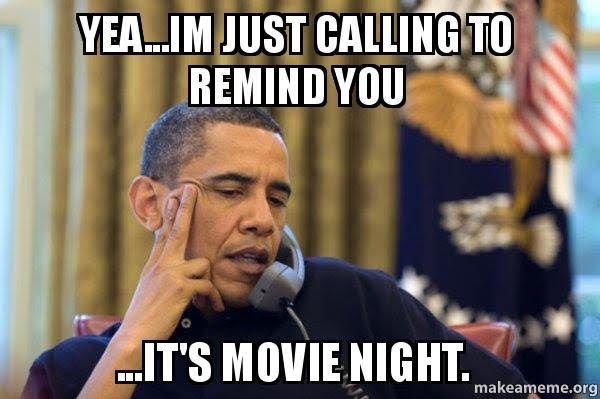 YEA...IM JUST CALLING TO
REMIND YOU
...IT'S MOVIE NIGHT.
makeameme.org